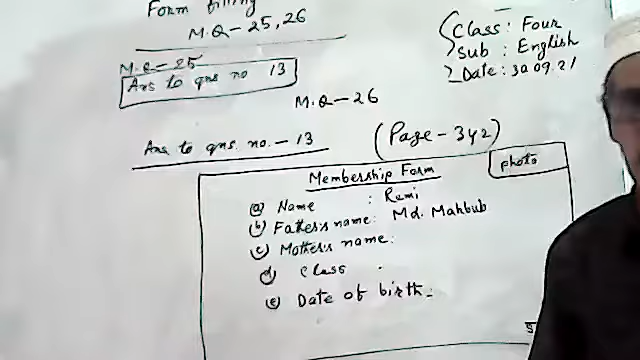 Form filling
M.Q-25,26
Class: Four
Sub : English
Date: 30.09.21
M.Q-25
Ans to qns no 13
M.Q-26
Ans to qns. no.-13
(Page-342)
Membership Form
photo
(a) Name : Remi
(b) Father's name: Md. Mahbub
(c) Mother's name:
(d) Class :
(e) Date of birth-